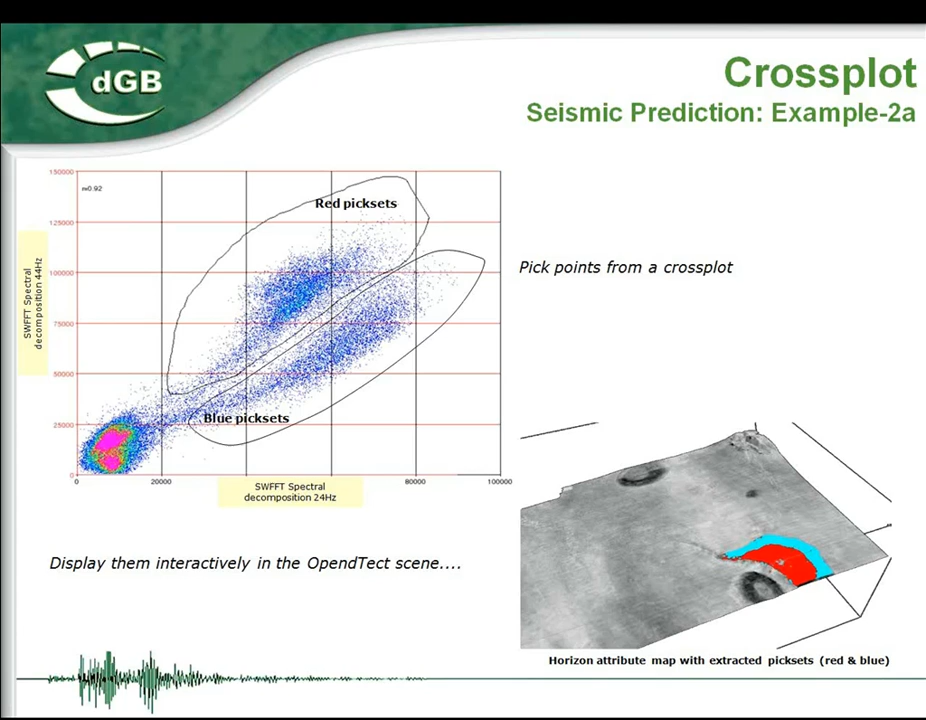 dGB
Crossplot
Seismic Prediction: Example-2a
150000
r=0.92
Red picksets
125000
100000
75000
50000
25000
0
SWFFT Spectral
decomposition 44Hz
Blue picksets
0
20000
80000
100000
SWFFT Spectral
decomposition 24Hz
Pick points from a crossplot
Display them interactively in the OpendTect scene....
Horizon attribute map with extracted picksets (red & blue)